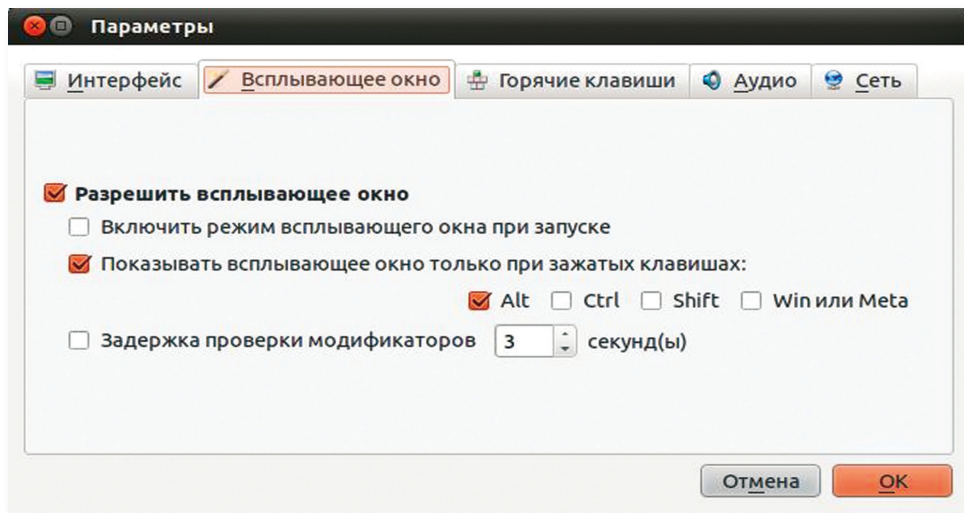 Параметры
Интерфейс Всплывающее окно Горячие клавиши Аудио Сеть
Разрешить всплывающее окно
Включить режим всплывающего окна при запуске
Показывать всплывающее окно только при зажатых клавишах:
Alt Ctrl Shift Win или Meta
Задержка проверки модификаторов 3 секунд(ы)
Отмена OK